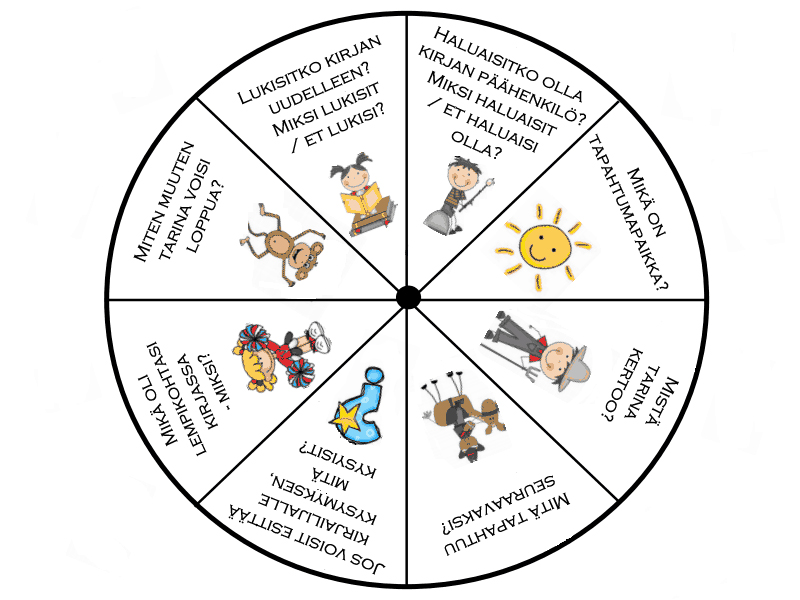 HALUAISITKO OLLA
KIRJAN PÄÄHENKILÖ?
MIKSI HALUAISIT
/ ET HALUAISI
OLLA?
MIKÄ ON
TAPAHTUMAPAIKKA?
MISTÄ
TARINA
KERTOO?
MITÄ TAPAHTUU
SEURAAVAKSI?
JOS VOISIT ESITTÄÄ
KIRJAILIJALLE
KYSYMYKSEN,
MITÄ
KYSYISIT?
MIKÄ OLI
LEMPIKOHTASI
KIRJASSA
- MIKSI?
MITEN MUUTEN
TARINA VOISI
LOPPUA?
LUKISITKO KIRJAN
UUDELLEEN?
MIKSI LUKISIT
/ ET LUKISI?